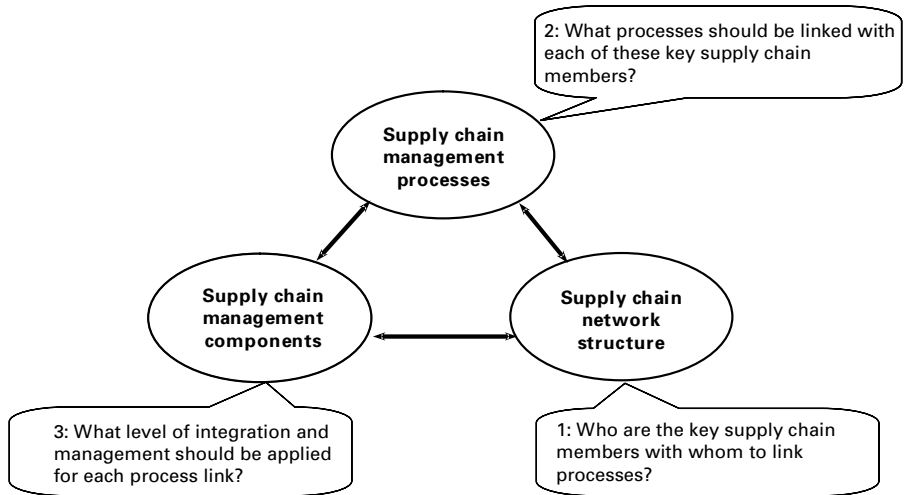 2: What processes should be linked with
each of these key supply chain
members?
Supply chain
management
processes
Supply chain
management
components
Supply chain
network
structure
3: What level of integration and
management should be applied
for each process link?
1: Who are the key supply chain
members with whom to link
processes?